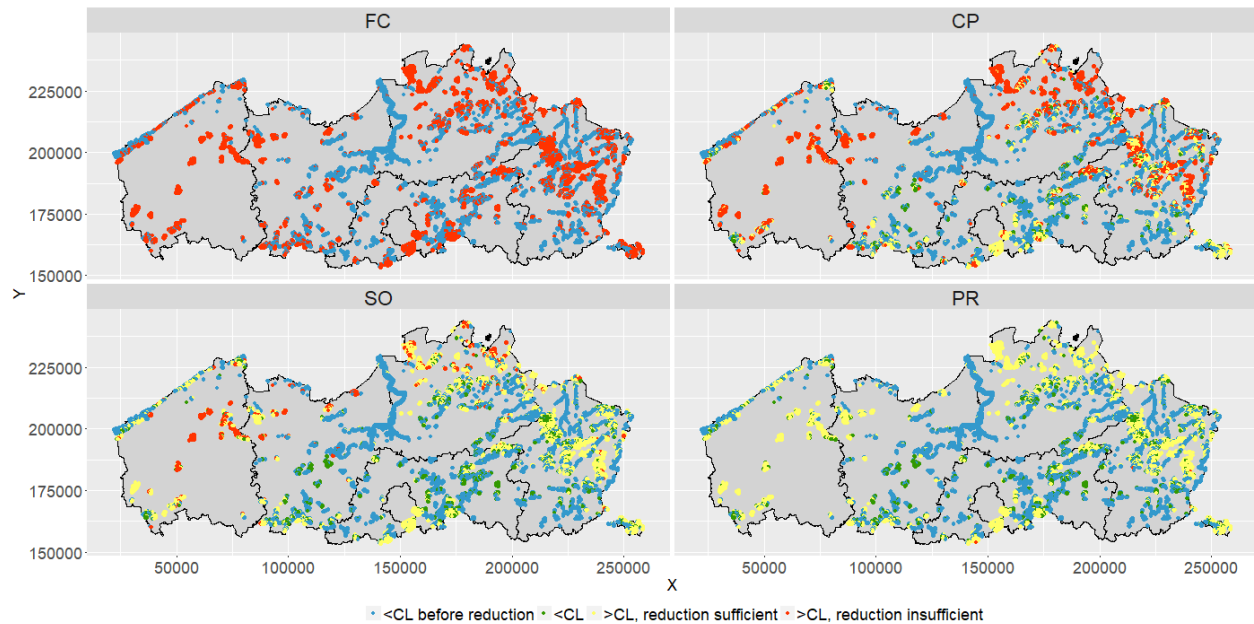 FC
CP
225000
200000
175000
150000
Y
SO
PR
225000
200000
175000
150000
50000 100000 150000 200000 250000 50000 100000 150000 200000 250000
X
<CL before reduction <CL >CL, reduction sufficient >CL, reduction insufficient